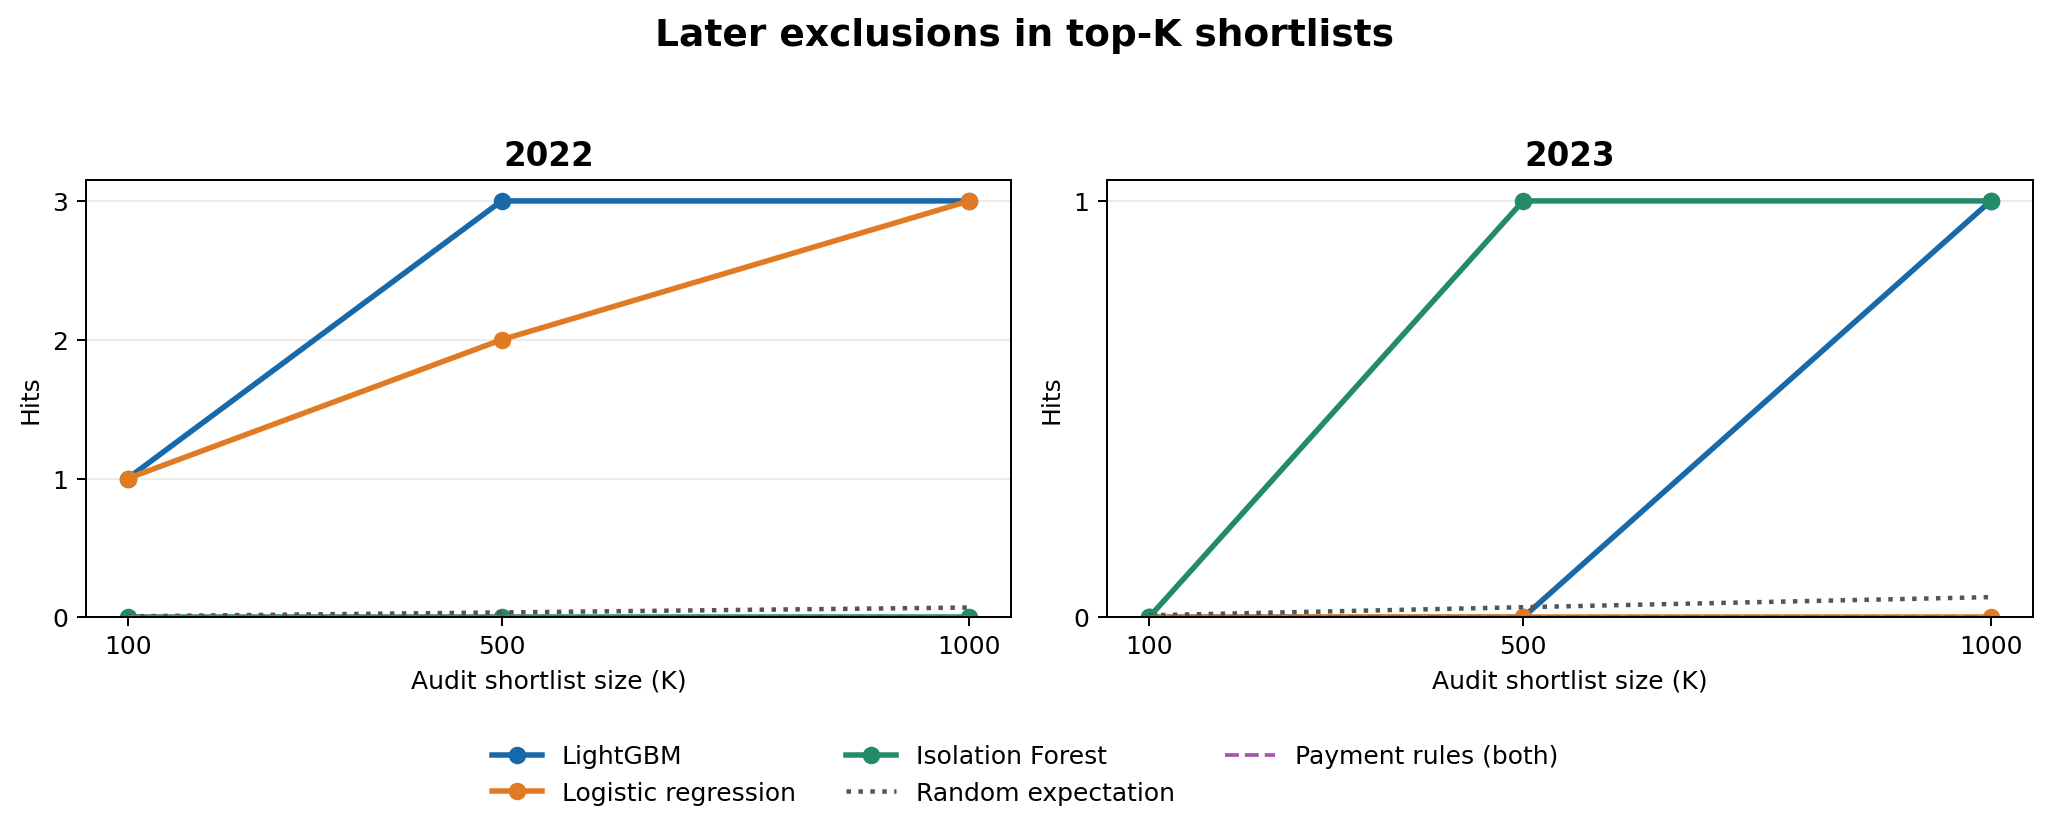 Later exclusions in top-K shortlists
2022
3
2
1
0
Hits
100
500
1000
Audit shortlist size (K)
2023
1
0
Hits
100
500
1000
Audit shortlist size (K)
LightGBM
Logistic regression
Isolation Forest
Random expectation
Payment rules (both)